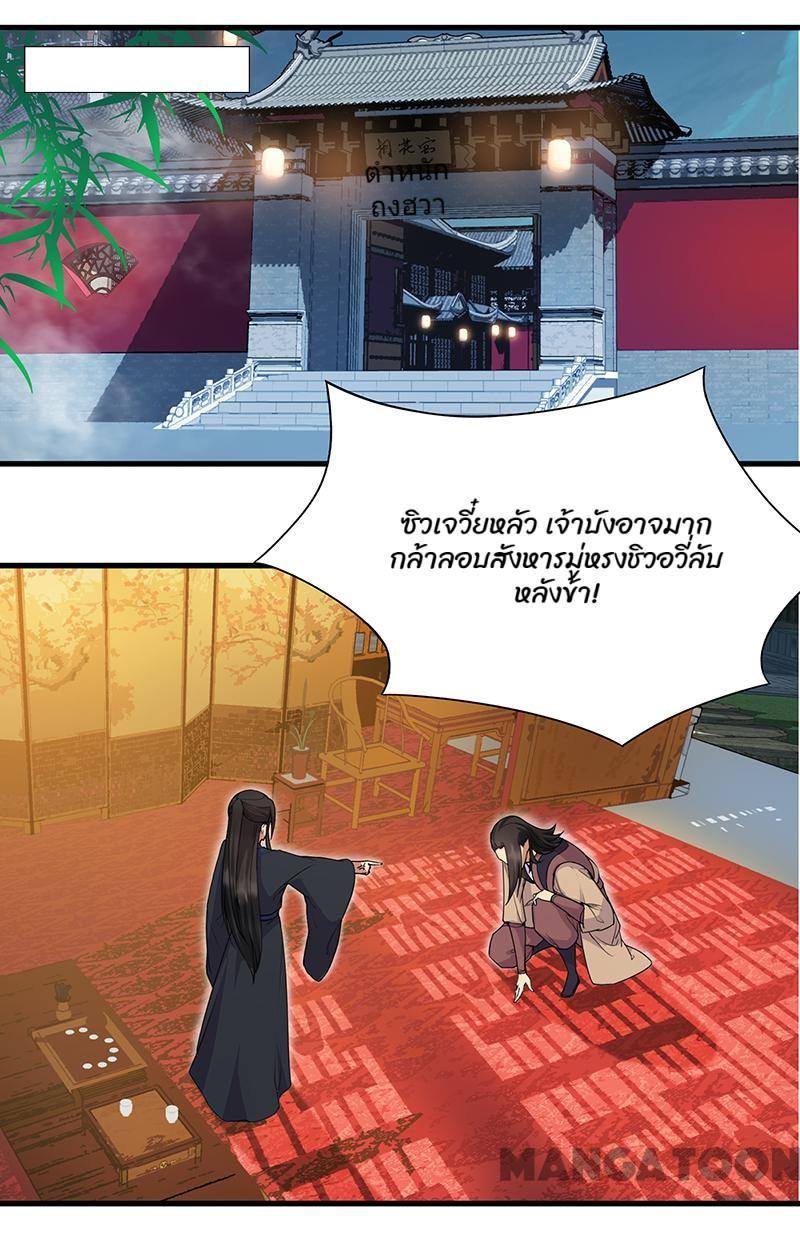 ตำหนัก
ถงฮวา
ซิวเจวี๋ยหลัว เจ้าบังอาจมาก
กล้าลอบสังหารมู่หรงชิวอวี่ลับ
หลังข้า!
MANGATOON